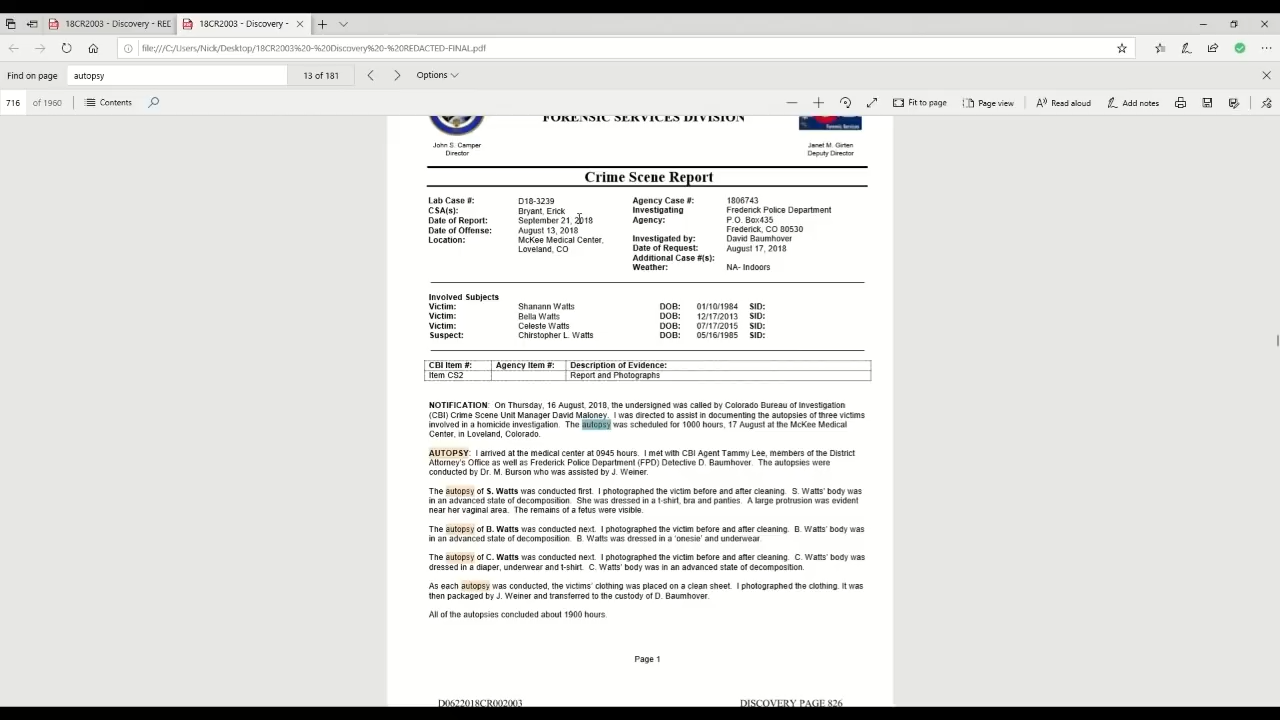 18CR2003 - Discovery - RED
18CR2003 - Discovery -
file:///C:/Users/Nick/Desktop/18CR2003%20-%20Discovery%20-%20REDACTED-FINAL.pdf
Find on page autopsy 13 of 181 Options
716 of 1960 Contents Fit to page Page view Read aloud Add notes
FORENSIC SERVICES DIVISION
John S. Camper
Director
Janet M. Girten
Deputy Director
Crime Scene Report
Lab Case #: D18-3239
CSA(s): Bryant, Erick
Date of Report: September 21, 2018
Date of Offense: August 13, 2018
Location: McKee Medical Center,
Loveland, CO
Agency Case #: 1806743
Investigating Frederick Police Department
Agency: P.O. Box435
Frederick, CO 80530
Investigated by: David Baumhover
Date of Request: August 17, 2018
Additional Case #(s):
Weather: NA- Indoors
Involved Subjects
Victim: Shanann Watts DOB: 01/10/1984 SID:
Victim: Bella Watts DOB: 12/17/2013 SID:
Victim: Celeste Watts DOB: 07/17/2015 SID:
Suspect: Chirstopher L. Watts DOB: 05/16/1985 SID:
CBI Item #: Agency Item #: Description of Evidence:
Item CS2 Report and Photographs
NOTIFICATION: On Thursday, 16 August, 2018, the undersigned was called by Colorado Bureau of Investigation
(CBI) Crime Scene Unit Manager David Maloney. I was directed to assist in documenting the autopsies of three victims
involved in a homicide investigation. The autopsy was scheduled for 1000 hours, 17 August at the McKee Medical
Center, in Loveland, Colorado.
AUTOPSY: I arrived at the medical center at 0945 hours. I met with CBI Agent Tammy Lee, members of the District
Attorney's Office as well as Frederick Police Department (FPD) Detective D. Baumhover. The autopsies were
conducted by Dr. M. Burson who was assisted by J. Weiner.
The autopsy of S. Watts was conducted first. I photographed the victim before and after cleaning. S. Watts' body was
in an advanced state of decomposition. She was dressed in a t-shirt, bra and panties. A large protrusion was evident
near her vaginal area. The remains of a fetus were visible.
The autopsy of B. Watts was conducted next. I photographed the victim before and after cleaning. B. Watts' body was
in an advanced state of decomposition. B. Watts was dressed in a 'onesie' and underwear.
The autopsy of C. Watts was conducted next. I photographed the victim before and after cleaning. C. Watts' body was
dressed in a diaper, underwear and t-shirt. C. Watts' body was in an advanced state of decomposition.
As each autopsy was conducted, the victims' clothing was placed on a clean sheet. I photographed the clothing. It was
then packaged by J. Weiner and transferred to the custody of D. Baumhover.
All of the autopsies concluded about 1900 hours.
Page 1
D0622018CR002003 DISCOVERY PAGE 826